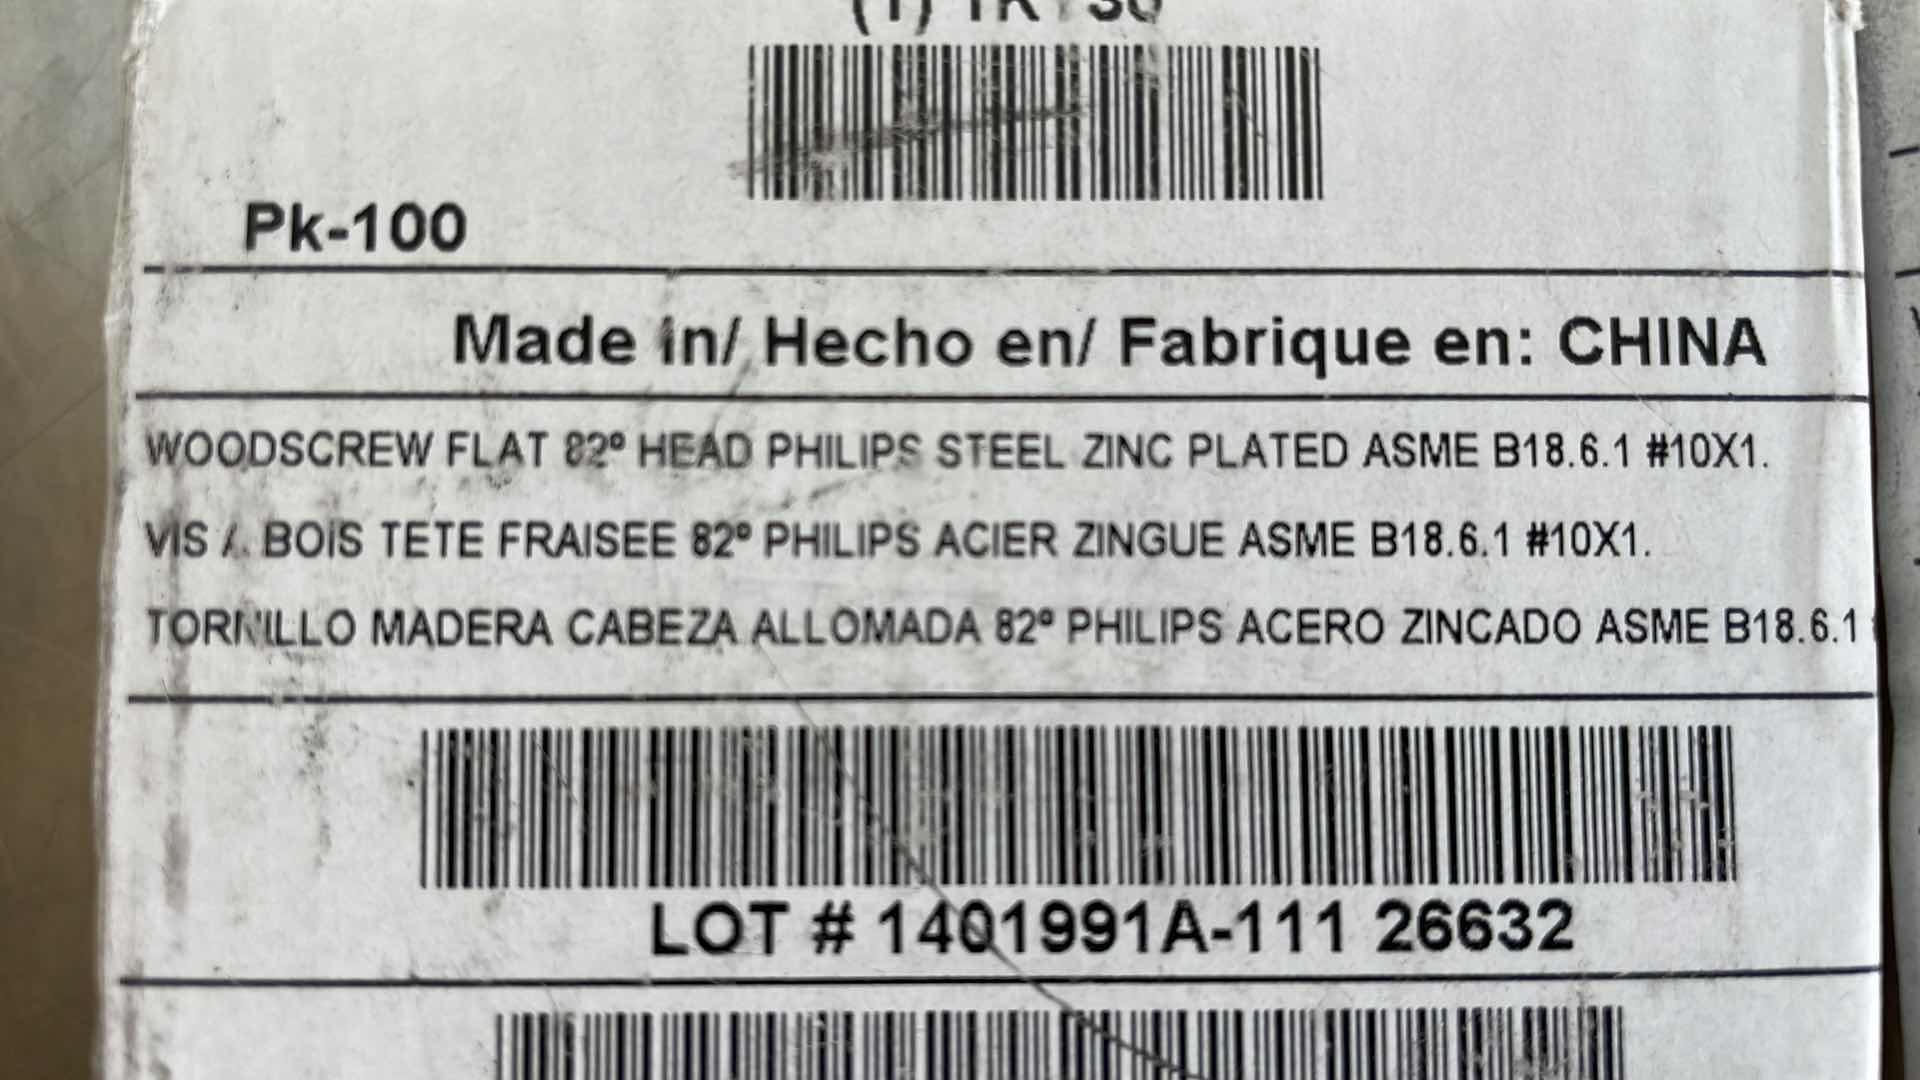 Pk-100
Made in/ Hecho en/ Fabrique en: CHINA
WOODSCREW FLAT 82º HEAD PHILIPS STEEL ZINC PLATED ASME B18.6.1 #10X1.
VIS BOIS TETE FRAISEE 82º PHILIPS ACIER ZINGUE ASME B18.6.1 #10X1.
TORNILLO MADERA CABEZA ALLOMADA 82º PHILIPS ACERO ZINCADO ASME B18.6.1
LOT # 1401991A-111 26632